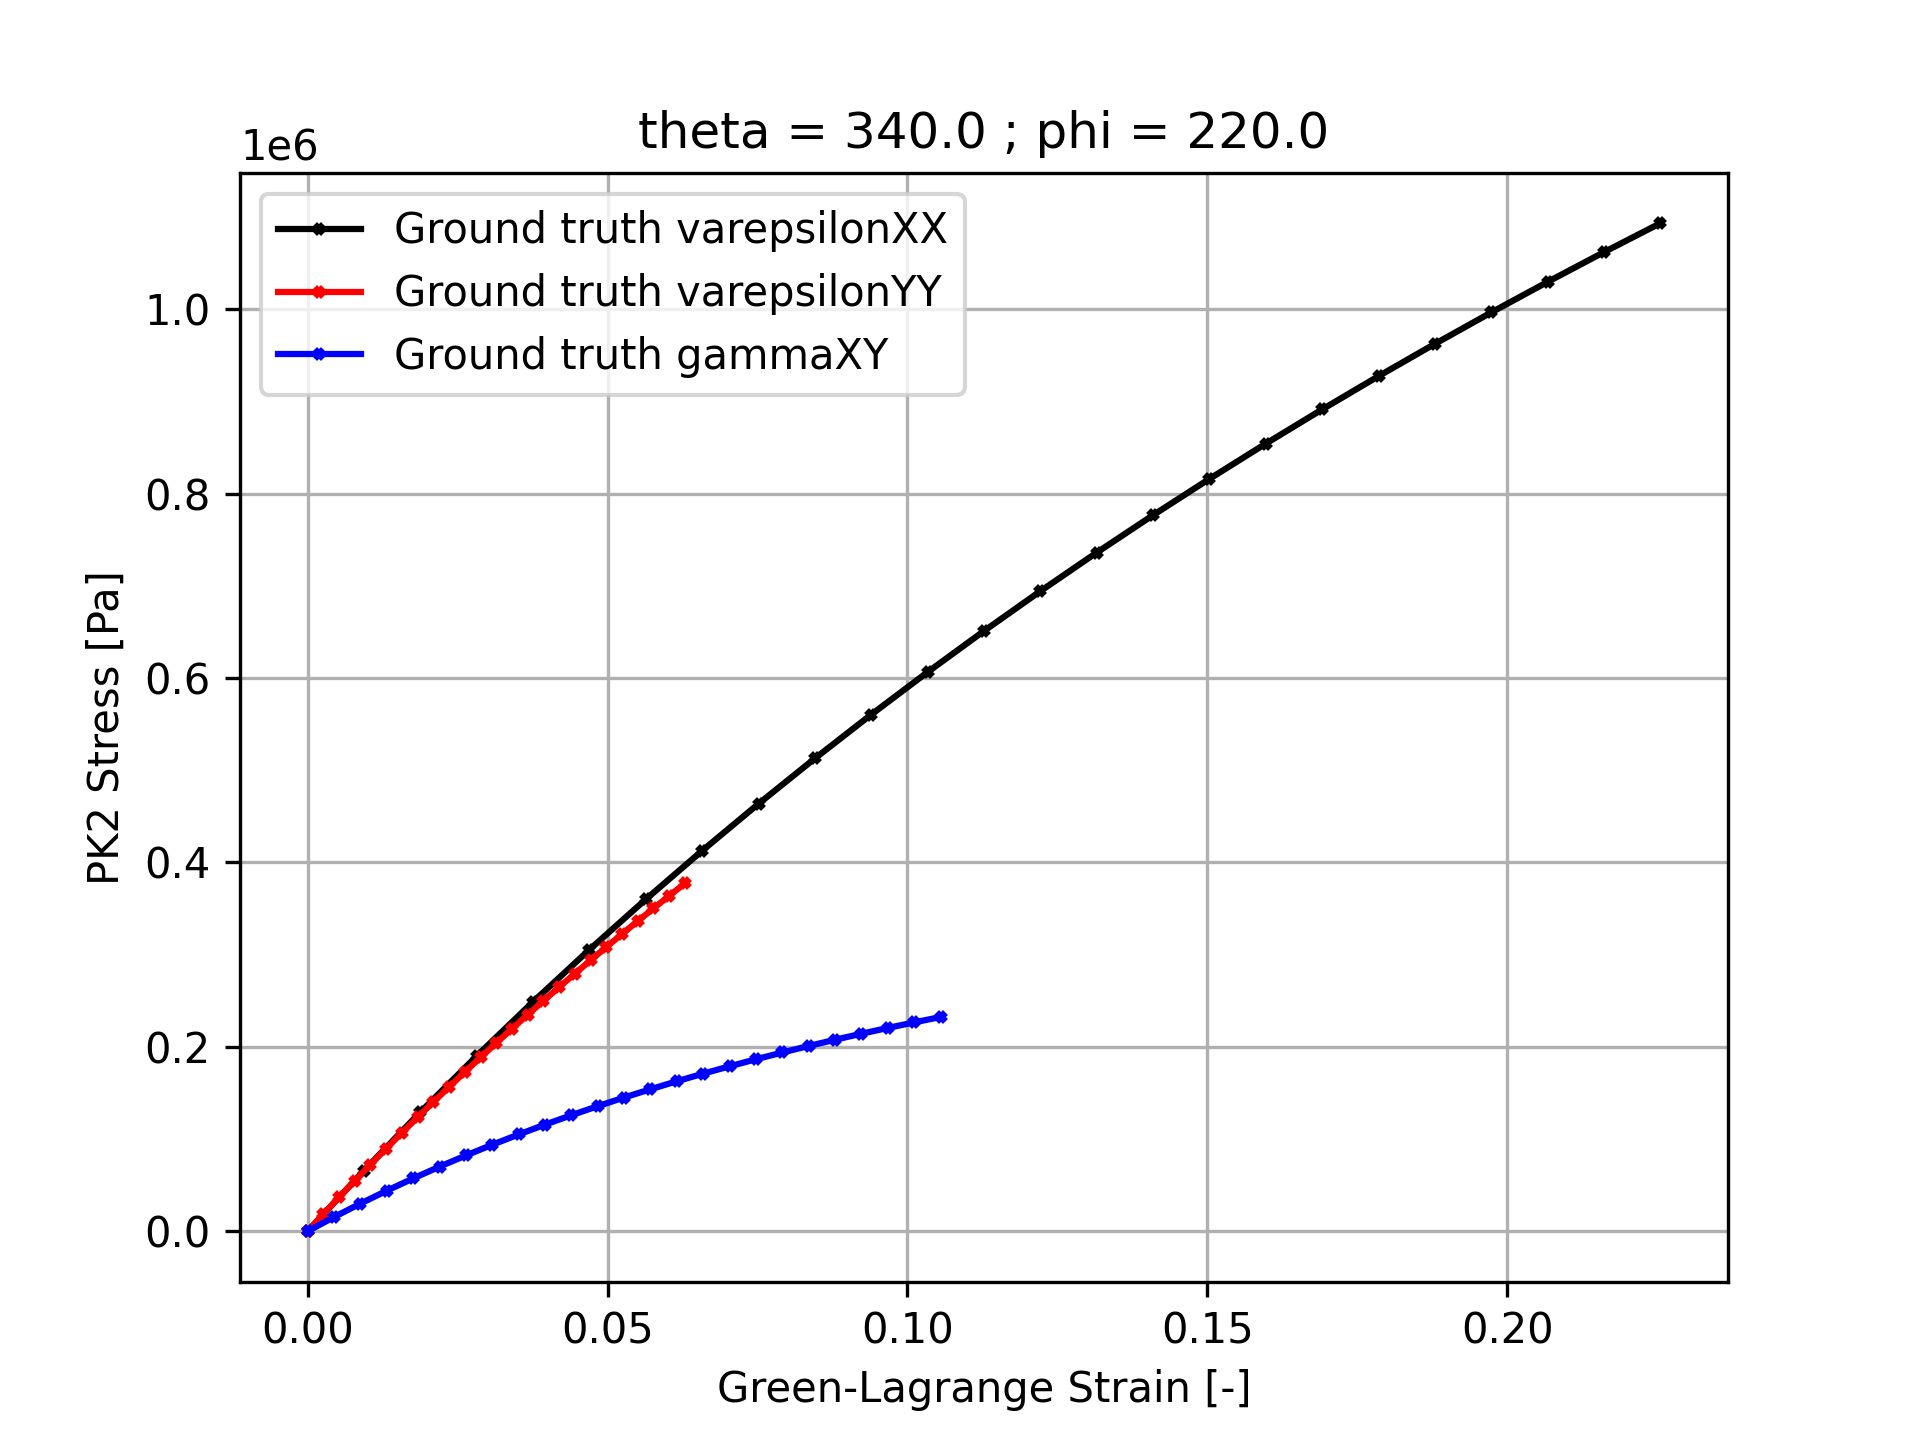 theta = 340.0 ; phi = 220.0
1e6
Ground truth varepsilonXX
Ground truth varepsilonYY
Ground truth gammaXY
1.0
0.8
0.6
0.4
0.2
0.0
PK2 Stress [Pa]
0.00 0.05 0.10 0.15 0.20
Green-Lagrange Strain [-]